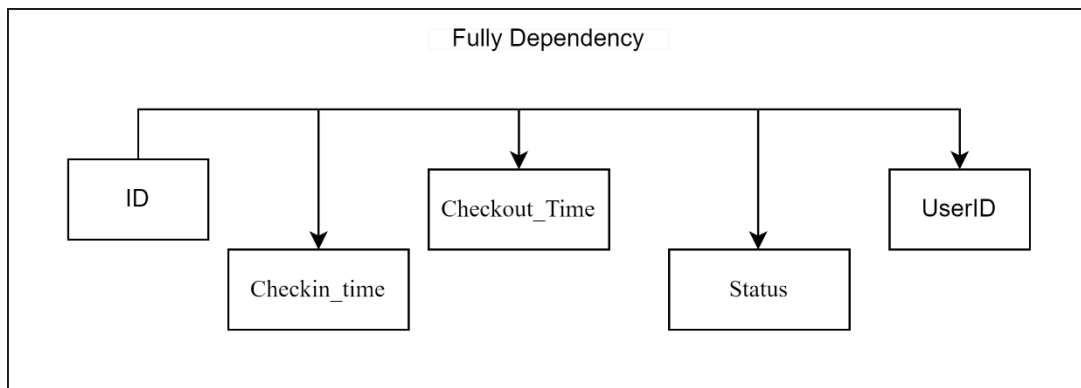 Fully Dependency
ID
Checkout_Time
UserID
Checkin_time
Status